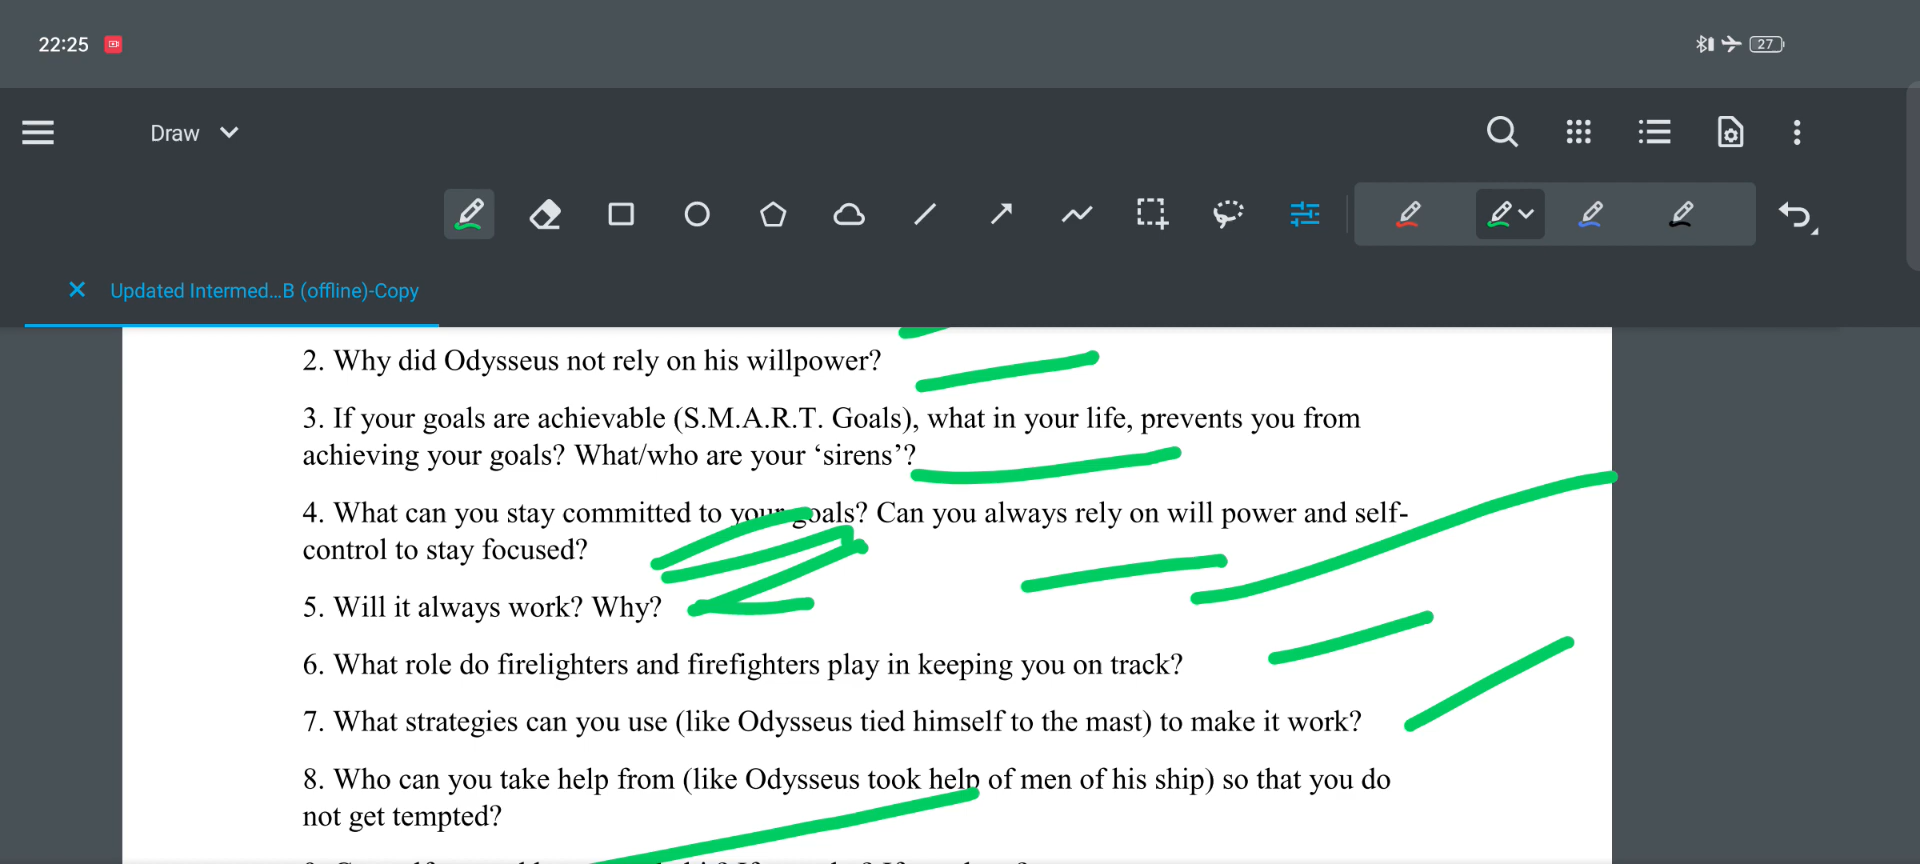 22:25
27
Draw
Updated Intermed...B (offline)-Copy
2. Why did Odysseus not rely on his willpower?
3. If your goals are achievable (S.M.A.R.T. Goals), what in your life, prevents you from
achieving your goals? What/who are your ‘sirens’?
4. What can you stay committed to your goals? Can you always rely on will power and self-
control to stay focused?
5. Will it always work? Why?
6. What role do firelighters and firefighters play in keeping you on track?
7. What strategies can you use (like Odysseus tied himself to the mast) to make it work?
8. Who can you take help from (like Odysseus took help of men of his ship) so that you do
not get tempted?